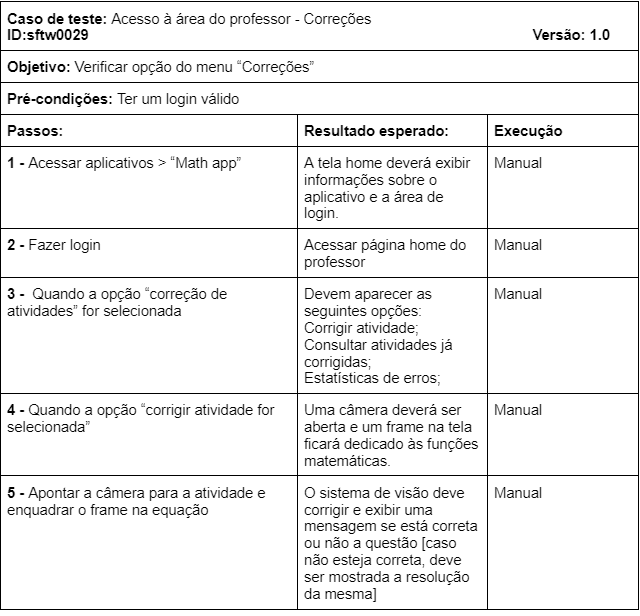 Caso de teste: Acesso à área do professor - Correções
ID:sftw0029 Versão: 1.0
Objetivo: Verificar opção do menu “Correções”
Pré-condições: Ter um login válido
Passos: Resultado esperado: Execução
1 - Acessar aplicativos > “Math app”
A tela home deverá exibir
informações sobre o
aplicativo e a área de
login.
Manual
2 - Fazer login
Acessar página home do
professor
Manual
3 - Quando a opção “correção de
atividades” for selecionada
Devem aparecer as
seguintes opções:
Corrigir atividade;
Consultar atividades já
corrigidas;
Estatísticas de erros;
Manual
4 - Quando a opção “corrigir atividade for
selecionada”
Uma câmera deverá ser
aberta e um frame na tela
ficará dedicado às funções
matemáticas.
Manual
5 - Apontar a câmera para a atividade e
enquadrar o frame na equação
O sistema de visão deve
corrigir e exibir uma
mensagem se está correta
ou não a questão [caso
não esteja correta, deve
ser mostrada a resolução
da mesma]
Manual